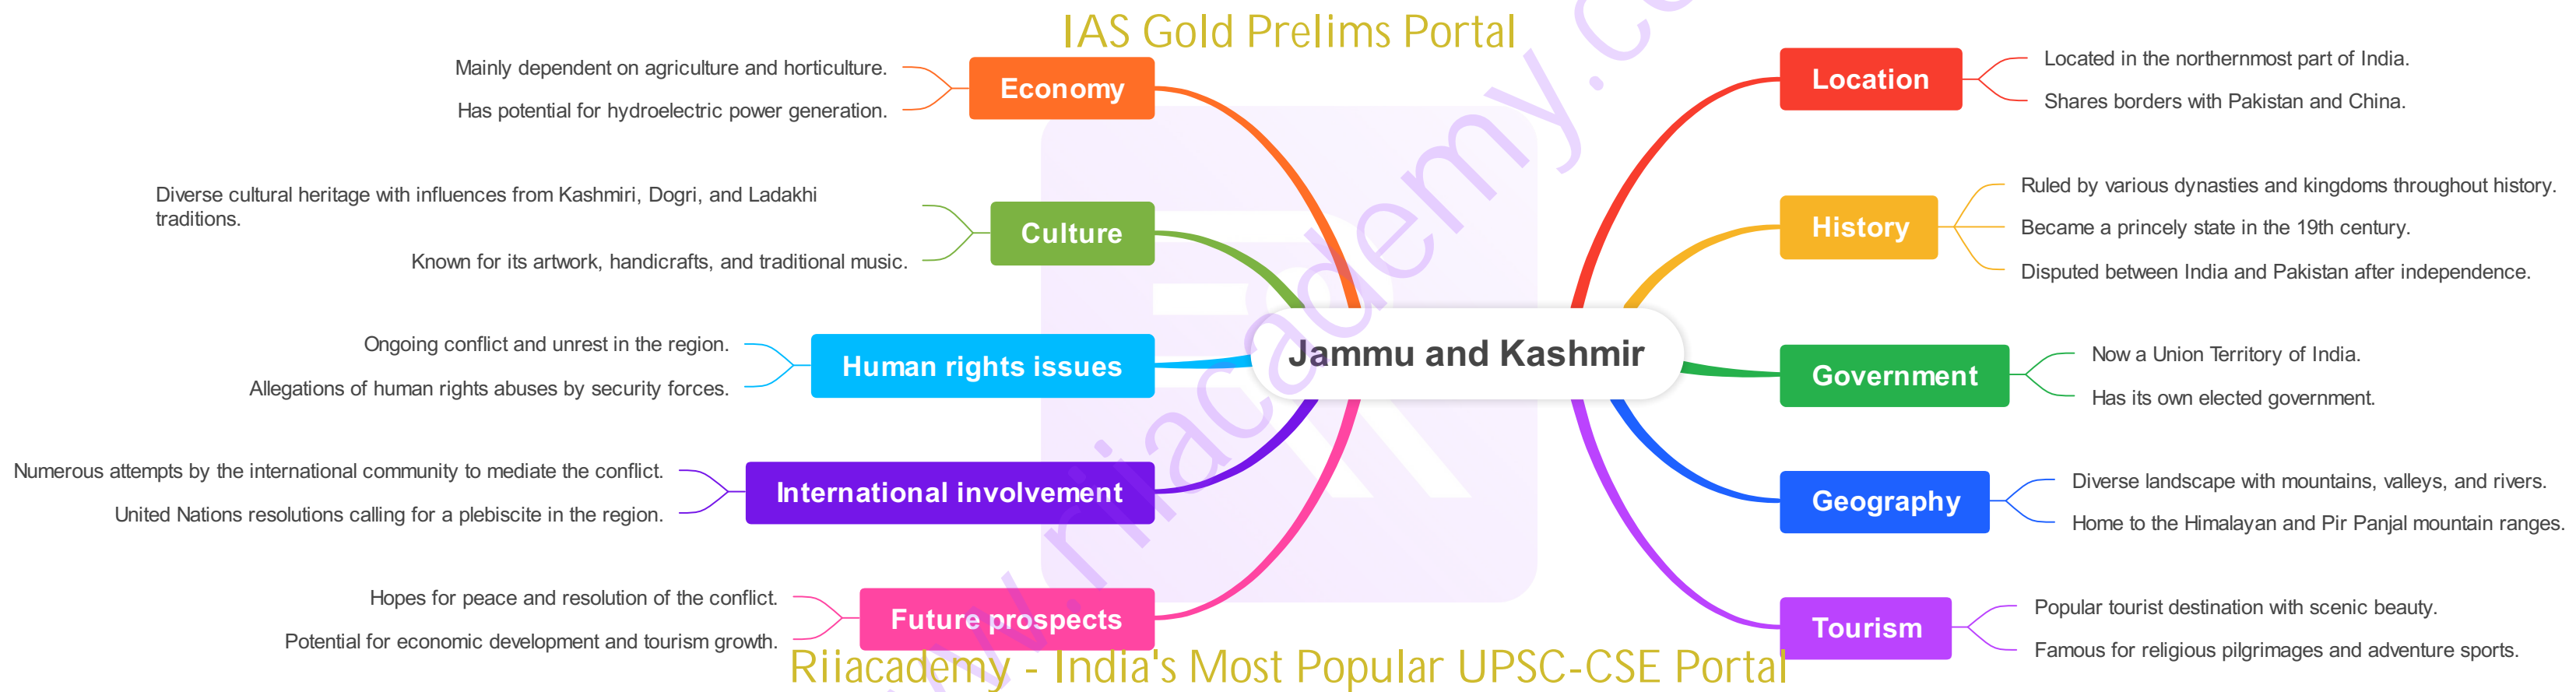 IAS Gold Prelims Portal
Jammu and Kashmir
Location
Located in the northernmost part of India.
Shares borders with Pakistan and China.
History
Ruled by various dynasties and kingdoms throughout history.
Became a princely state in the 19th century.
Disputed between India and Pakistan after independence.
Government
Now a Union Territory of India.
Has its own elected government.
Geography
Diverse landscape with mountains, valleys, and rivers.
Home to the Himalayan and Pir Panjal mountain ranges.
Tourism
Popular tourist destination with scenic beauty.
Famous for religious pilgrimages and adventure sports.
Economy
Mainly dependent on agriculture and horticulture.
Has potential for hydroelectric power generation.
Culture
Diverse cultural heritage with influences from Kashmiri, Dogri, and Ladakhi
traditions.
Known for its artwork, handicrafts, and traditional music.
Human rights issues
Ongoing conflict and unrest in the region.
Allegations of human rights abuses by security forces.
International involvement
Numerous attempts by the international community to mediate the conflict.
United Nations resolutions calling for a plebiscite in the region.
Future prospects
Hopes for peace and resolution of the conflict.
Potential for economic development and tourism growth.
Riiacademy - India's Most Popular UPSC-CSE Portal